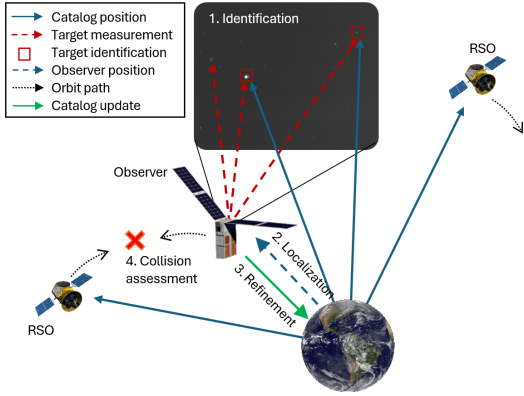 Catalog position
Target measurement
Target identification
Observer position
Orbit path
Catalog update
1. Identification
RSO
Observer
2. Localization
3. Refinement
4. Collision
assessment
RSO